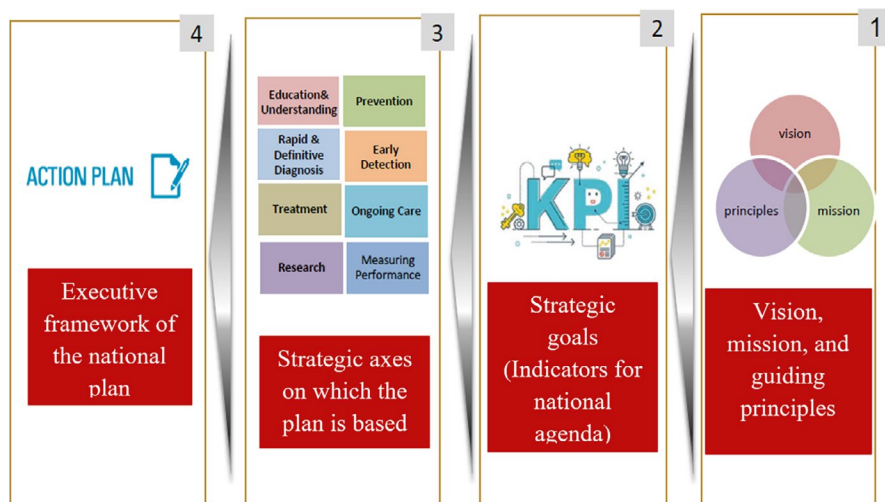 1
vision
principles
mission
Vision,
mission, and
guiding
principles
2
KPI
Strategic
goals
(Indicators for
national
agenda)
3
Education&
Understanding
Prevention
Rapid &
Definitive
Diagnosis
Early
Detection
Treatment
Ongoing Care
Research
Measuring
Performance
Strategic axes
on which the
plan is based
4
ACTION PLAN
Executive
framework of
the national
plan